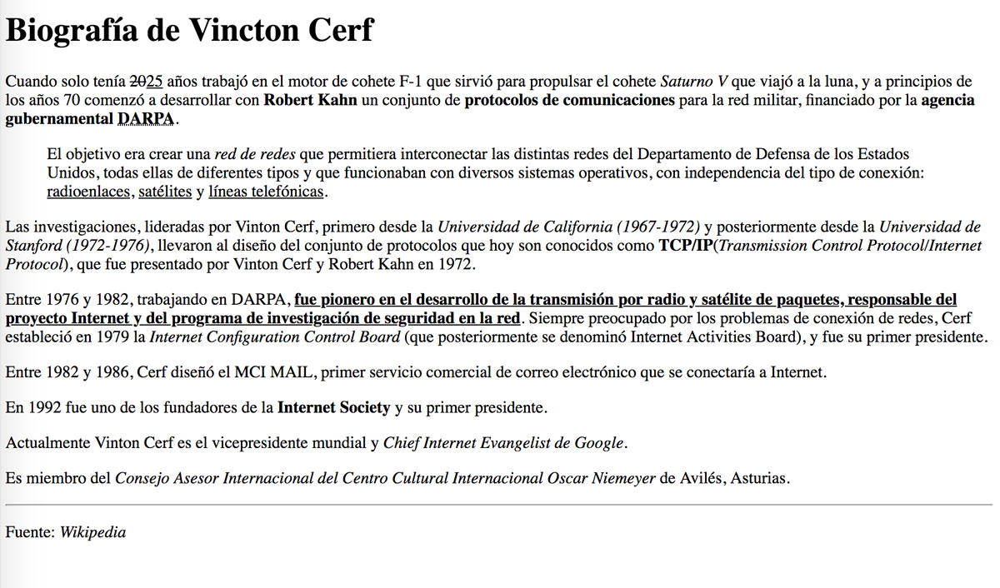 Biografía de Vincton Cerf
Cuando solo tenía 2025 años trabajó en el motor de cohete F-1 que sirvió para propulsar el cohete Saturno V que viajó a la luna, y a principios de
los años 70 comenzó a desarrollar con Robert Kahn un conjunto de protocolos de comunicaciones para la red militar, financiado por la agencia
gubernamental DARPA.
El objetivo era crear una red de redes que permitiera interconectar las distintas redes del Departamento de Defensa de los Estados
Unidos, todas ellas de diferentes tipos y que funcionaban con diversos sistemas operativos, con independencia del tipo de conexión:
radioenlaces, satélites y líneas telefónicas.
Las investigaciones, lideradas por Vinton Cerf, primero desde la Universidad de California (1967-1972) y posteriormente desde la Universidad de
Stanford (1972-1976), llevaron al diseño del conjunto de protocolos que hoy son conocidos como TCP/IP(Transmission Control Protocol/Internet
Protocol), que fue presentado por Vinton Cerf y Robert Kahn en 1972.
Entre 1976 y 1982, trabajando en DARPA, fue pionero en el desarrollo de la transmisión por radio y satélite de paquetes, responsable del
proyecto Internet y del programa de investigación de seguridad en la red. Siempre preocupado por los problemas de conexión de redes, Cerf
estableció en 1979 la Internet Configuration Control Board (que posteriormente se denominó Internet Activities Board), y fue su primer presidente.
Entre 1982 y 1986, Cerf diseñó el MCI MAIL, primer servicio comercial de correo electrónico que se conectaría a Internet.
En 1992 fue uno de los fundadores de la Internet Society y su primer presidente.
Actualmente Vinton Cerf es el vicepresidente mundial y Chief Internet Evangelist de Google.
Es miembro del Consejo Asesor Internacional del Centro Cultural Internacional Oscar Niemeyer de Avilés, Asturias.
Fuente: Wikipedia